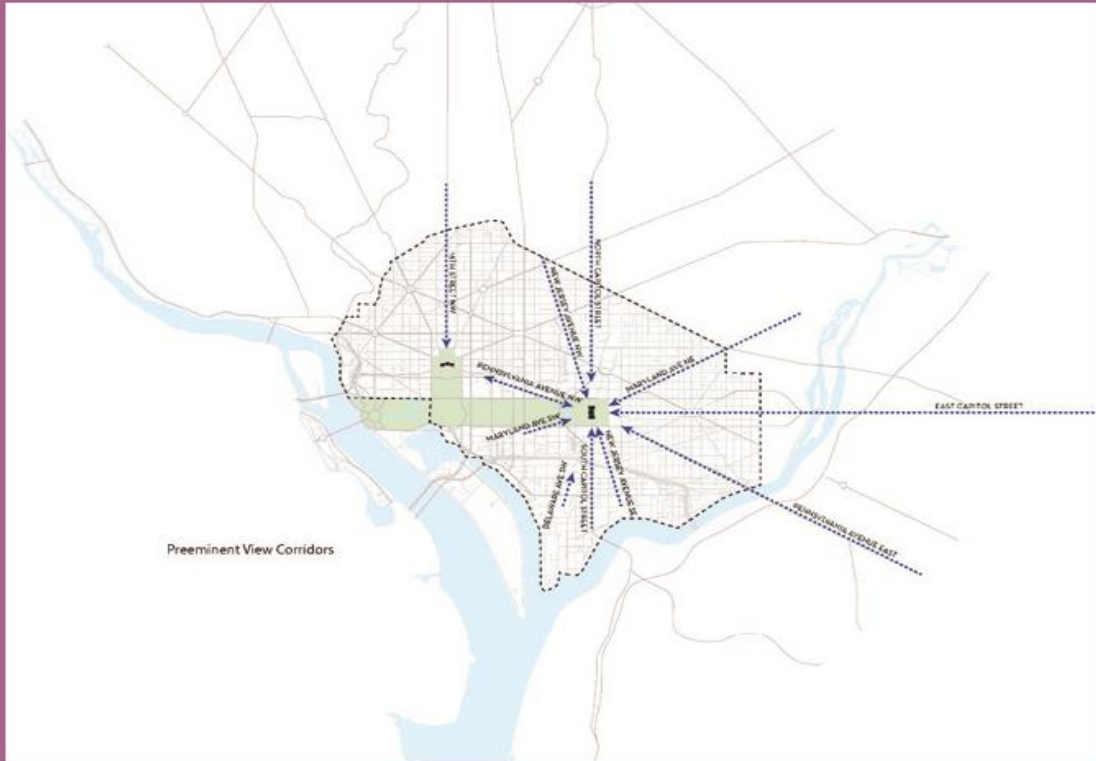 16TH STREET NW
NORTH CAPITOL STREET
NEW JERSEY AVENUE NW
MARYLAND AVE NE
PENNSYLVANIA AVENUE NW
EAST CAPITOL STREET
MARYLAND AVE SW
DELAWARE AVE SW
SOUTH CAPITOL STREET
NEW JERSEY AVENUE SE
PENNSYLVANIA AVENUE EAST
Preeminent View Corridors